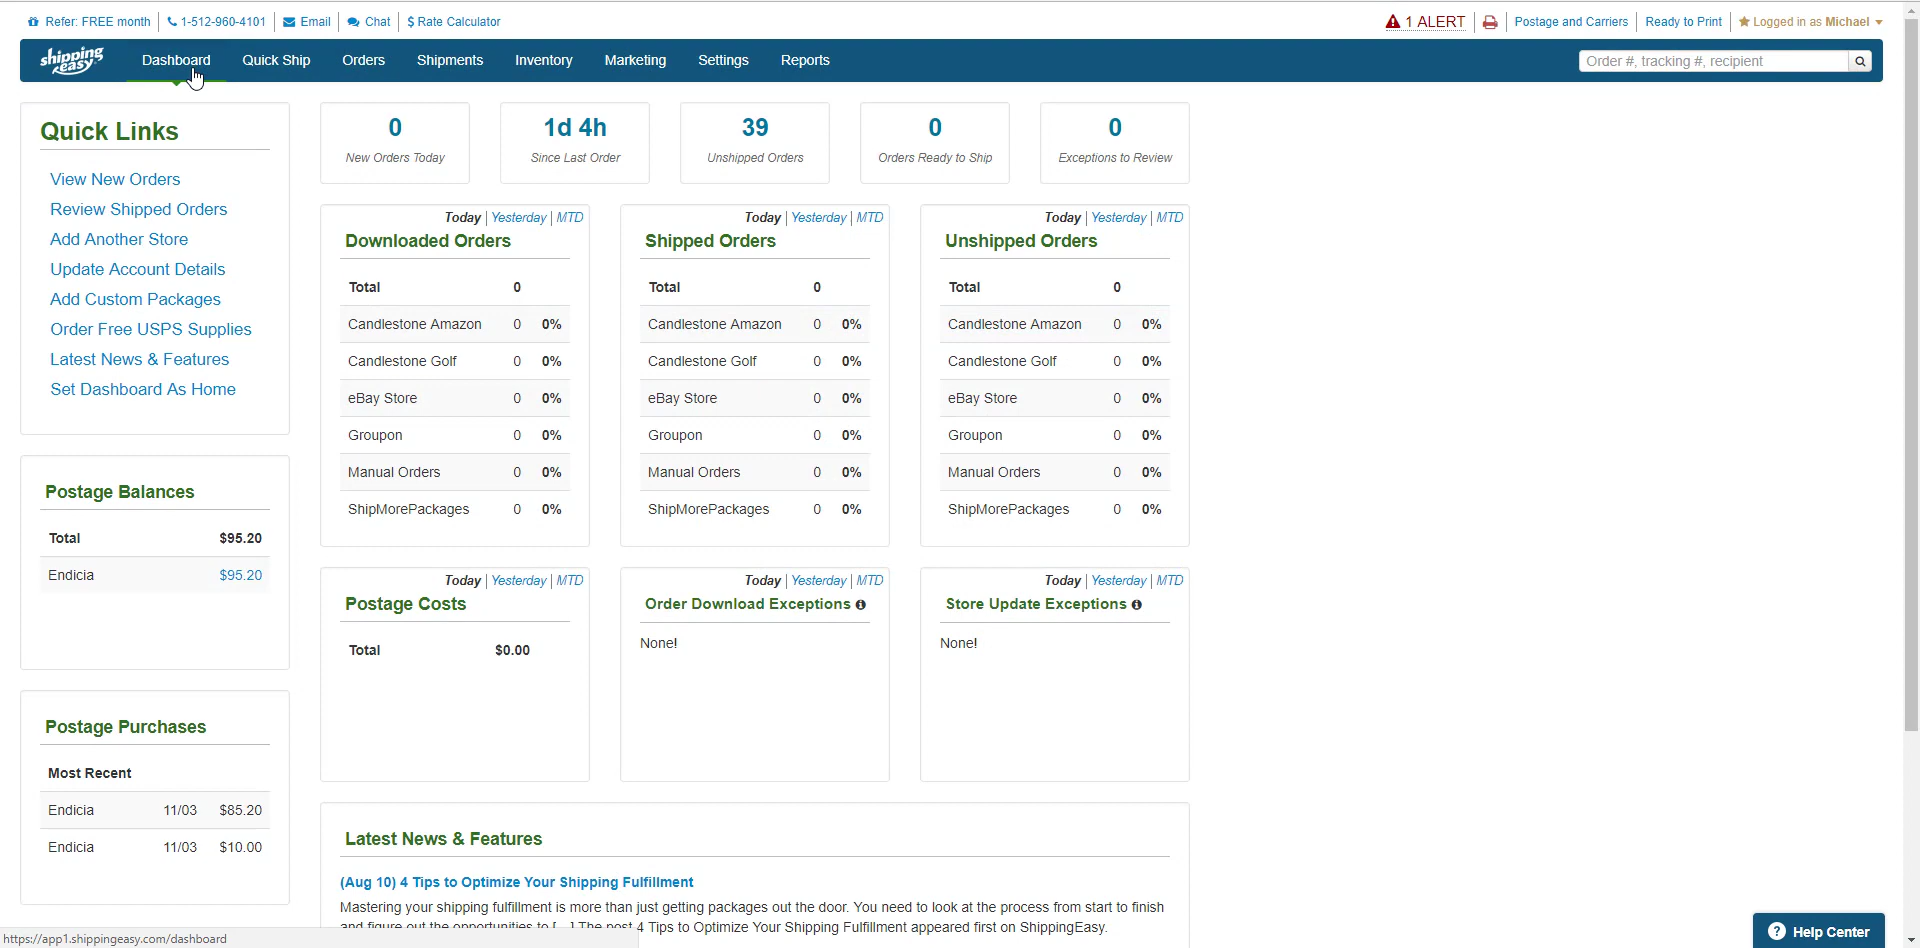 Refer: FREE month 1-512-960-4101 Email Chat $ Rate Calculator 1 ALERT Postage and Carriers Ready to Print Logged in as Michael
shipping easy Dashboard Quick Ship Orders Shipments Inventory Marketing Settings Reports Order #, tracking #, recipient
Quick Links
View New Orders
Review Shipped Orders
Add Another Store
Update Account Details
Add Custom Packages
Order Free USPS Supplies
Latest News & Features
Set Dashboard As Home
Postage Balances
Total $95.20
Endicia $95.20
Postage Purchases
Most Recent
Endicia 11/03 $85.20
Endicia 11/03 $10.00
0 1d 4h 39 0 0
New Orders Today Since Last Order Unshipped Orders Orders Ready to Ship Exceptions to Review
Today | Yesterday | MTD
Downloaded Orders
Total 0
Candlestone Amazon 0 0%
Candlestone Golf 0 0%
eBay Store 0 0%
Groupon 0 0%
Manual Orders 0 0%
ShipMorePackages 0 0%
Today | Yesterday | MTD
Shipped Orders
Total 0
Candlestone Amazon 0 0%
Candlestone Golf 0 0%
eBay Store 0 0%
Groupon 0 0%
Manual Orders 0 0%
ShipMorePackages 0 0%
Today | Yesterday | MTD
Unshipped Orders
Total 0
Candlestone Amazon 0 0%
Candlestone Golf 0 0%
eBay Store 0 0%
Groupon 0 0%
Manual Orders 0 0%
ShipMorePackages 0 0%
Today | Yesterday | MTD
Postage Costs
Total $0.00
Today | Yesterday | MTD
Order Download Exceptions
None!
Today | Yesterday | MTD
Store Update Exceptions
None!
Latest News & Features
(Aug 10) 4 Tips to Optimize Your Shipping Fulfillment
Mastering your shipping fulfillment is more than just getting packages out the door. You need to look at the process from start to finish
and figure out the opportunities to [...] The post 4 Tips to Optimize Your Shipping Fulfillment appeared first on ShippingEasy.
https://app1.shippingeasy.com/dashboard
? Help Center